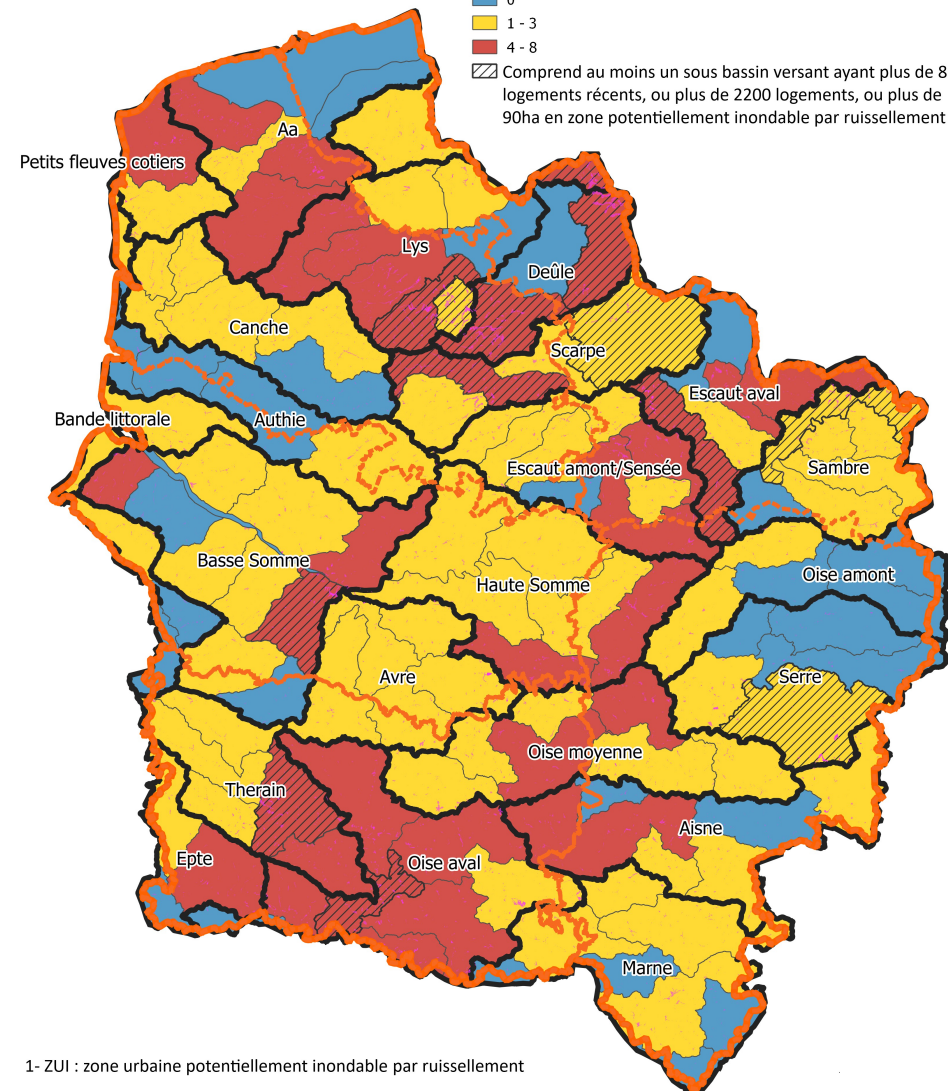 0
1 - 3
4 - 8
Comprend au moins un sous bassin versant ayant plus de 8
logements récents, ou plus de 2200 logements, ou plus de
90ha en zone potentiellement inondable par ruissellement
Aa
Petits fleuves cotiers
Lys
Deûle
Canche
Scarpe
Escaut aval
Bande littorale
Authie
Escaut amont/Sensée
Sambre
Basse Somme
Haute Somme
Oise amont
Avre
Serre
Oise moyenne
Therain
Aisne
Epte
Oise aval
Marne
1- ZUI : zone urbaine potentiellement inondable par ruissellement